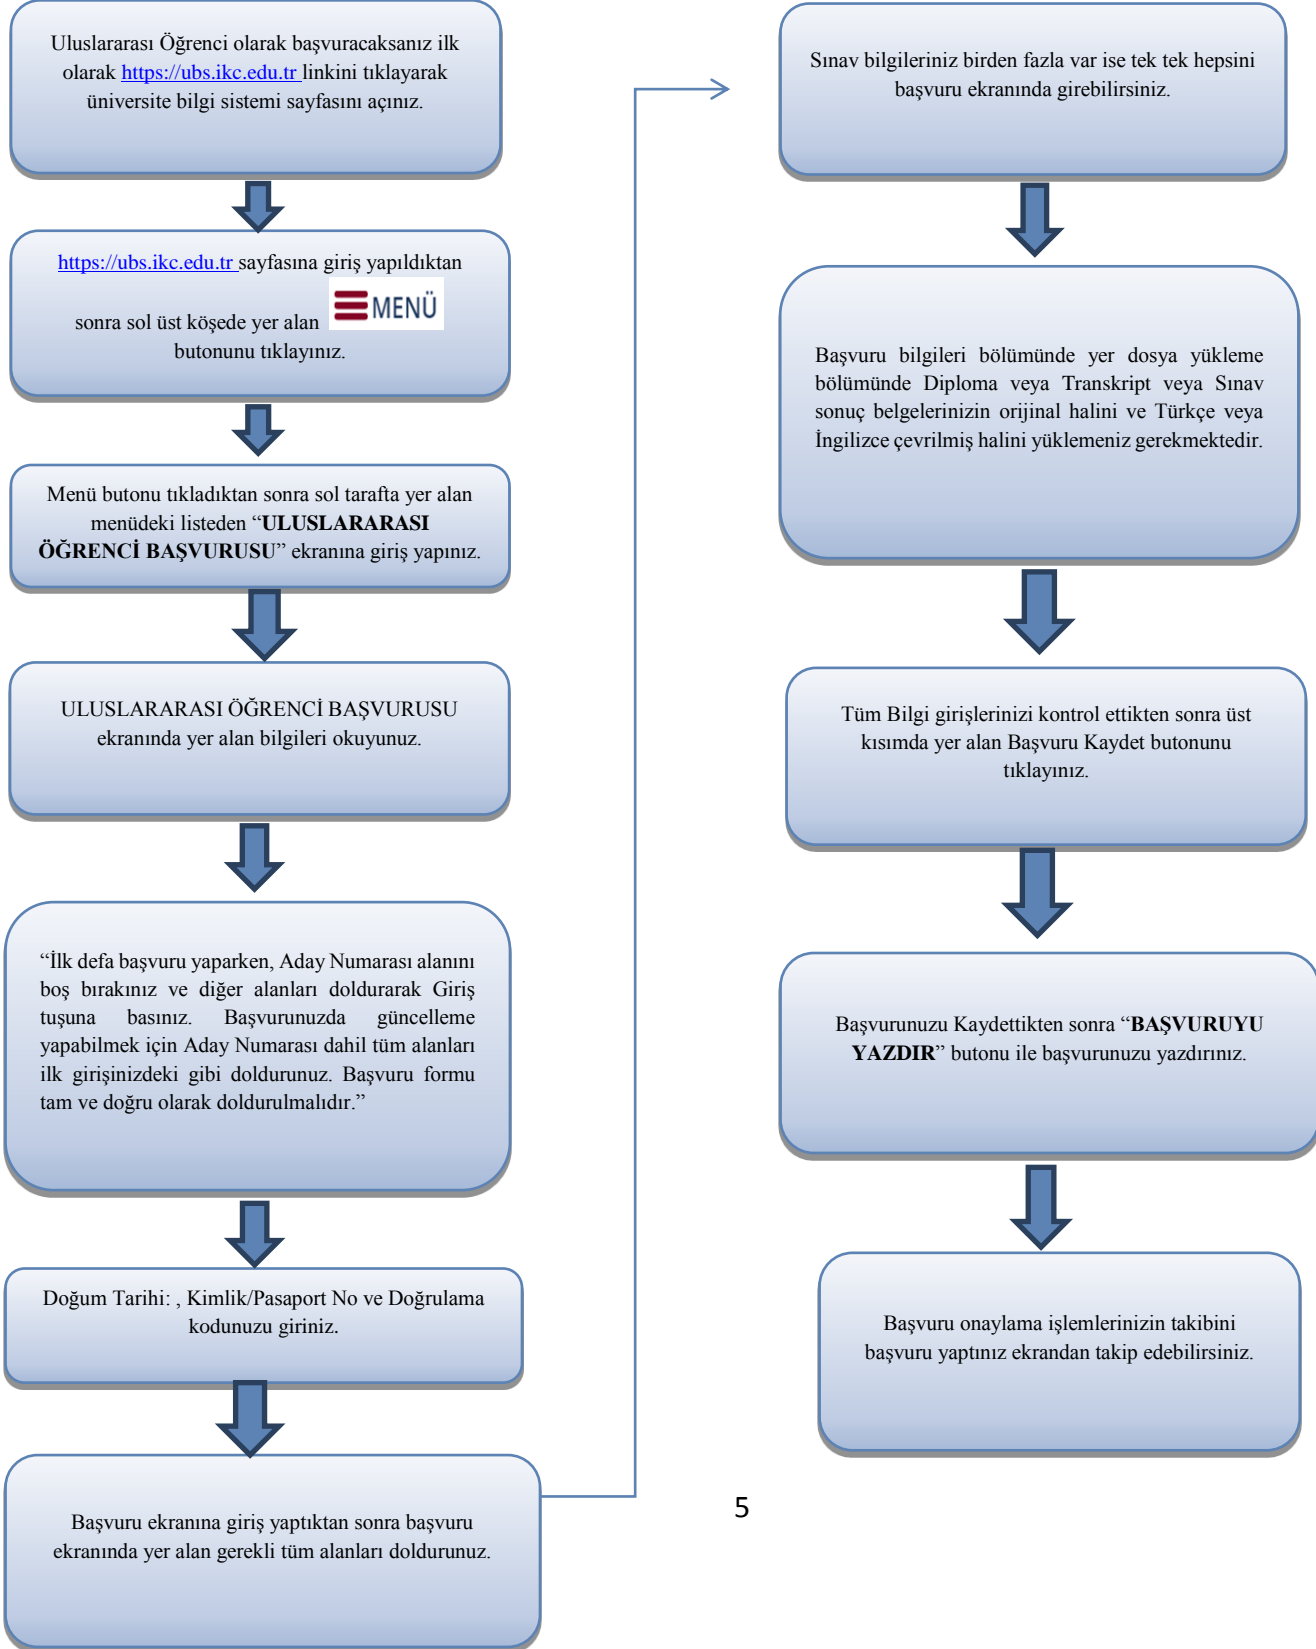 Uluslararası Öğrenci olarak başvuracaksanız ilk
olarak https://ubs.ikc.edu.tr linkini tıklayarak
üniversite bilgi sistemi sayfasını açınız.
https://ubs.ikc.edu.tr sayfasına giriş yapıldıktan
sonra sol üst köşede yer alan MENÜ
butonunu tıklayınız.
Menü butonu tıkladıktan sonra sol tarafta yer alan
menüdeki listeden “ULUSLARARASI
ÖĞRENCİ BAŞVURUSU” ekranına giriş yapınız.
ULUSLARARASI ÖĞRENCİ BAŞVURUSU
ekranında yer alan bilgileri okuyunuz.
“İlk defa başvuru yaparken, Aday Numarası alanını
boş bırakınız ve diğer alanları doldurarak Giriş
tuşuna basınız. Başvurunuzda güncelleme
yapabilmek için Aday Numarası dahil tüm alanları
ilk girişinizdeki gibi doldurunuz. Başvuru formu
tam ve doğru olarak doldurulmalıdır.”
Doğum Tarihi: , Kimlik/Pasaport No ve Doğrulama
kodunuzu giriniz.
Başvuru ekranına giriş yaptıktan sonra başvuru
ekranında yer alan gerekli tüm alanları doldurunuz.
Sınav bilgileriniz birden fazla var ise tek tek hepsini
başvuru ekranında girebilirsiniz.
Başvuru bilgileri bölümünde yer dosya yükleme
bölümünde Diploma veya Transkript veya Sınav
sonuç belgelerinizin orijinal halini ve Türkçe veya
İngilizce çevrilmiş halini yüklemeniz gerekmektedir.
Tüm Bilgi girişlerinizi kontrol ettikten sonra üst
kısımda yer alan Başvuru Kaydet butonunu
tıklayınız.
Başvurunuzu Kaydettikten sonra “BAŞVURUYU
YAZDIR” butonu ile başvurunuzu yazdırınız.
Başvuru onaylama işlemlerinizin takibini
başvuru yaptınız ekrandan takip edebilirsiniz.
5